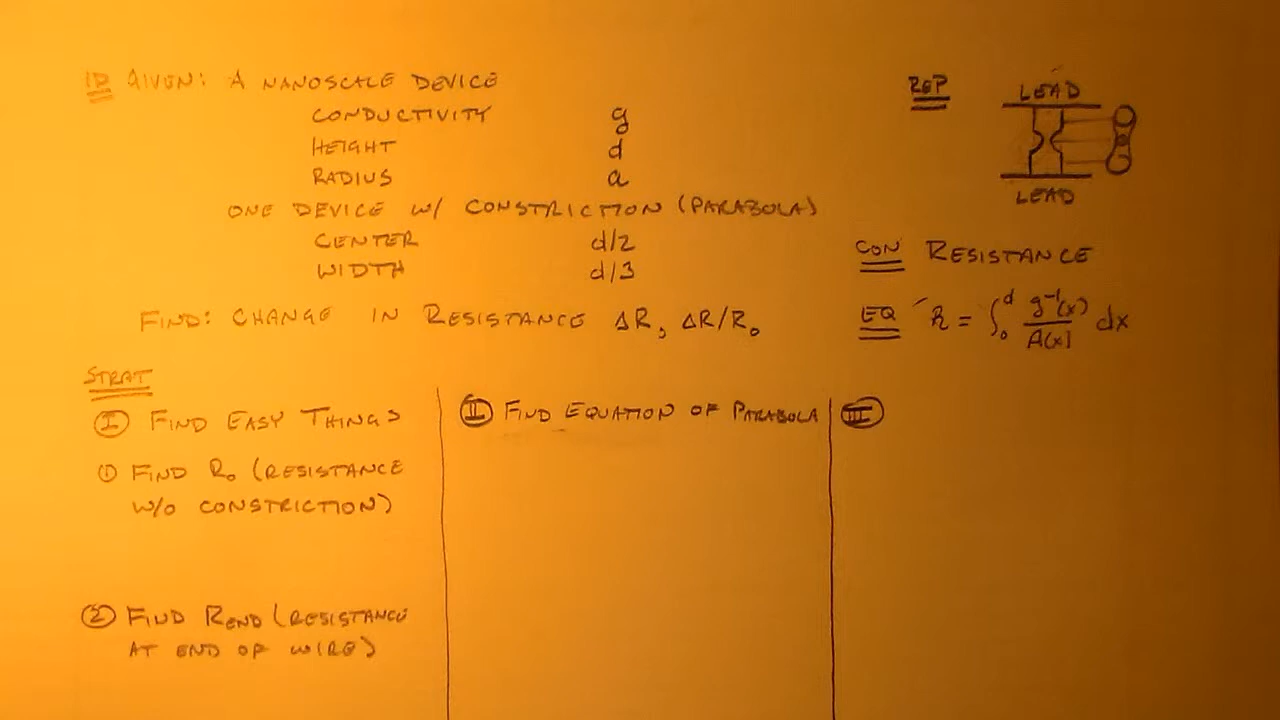 ID GIVEN: A NANOSCALE DEVICE
CONDUCTIVITY g
HEIGHT d
RADIUS a
ONE DEVICE W/ CONSTRICTION (PARABOLA)
CENTER d/2
WIDTH d/3
FIND: CHANGE IN RESISTANCE ΔR, ΔR/R₀
REP
LEAD
LEAD
CON RESISTANCE
EQ R = ∫₀ᵈ g⁻¹(x)/A(x) dx
STRAT
I FIND EASY THINGS
① FIND R₀ (RESISTANCE
W/O CONSTRICTION)
② FIND REND (RESISTANCE
AT END OF WIRE)
II FIND EQUATION OF PARABOLA
III